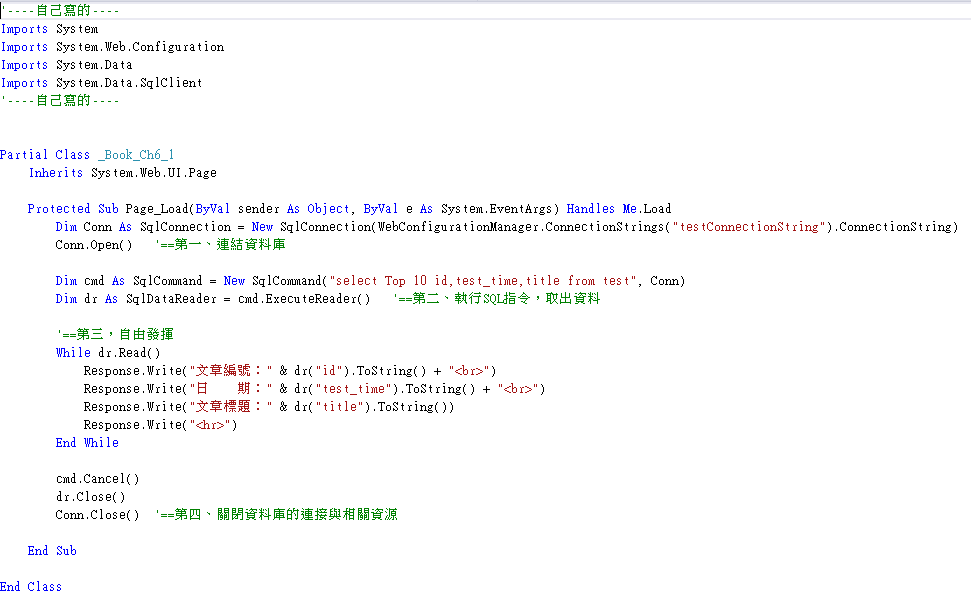 '----自己寫的----
Imports System
Imports System.Web.Configuration
Imports System.Data
Imports System.Data.SqlClient
'----自己寫的----
Partial Class _Book_Ch6_1
Inherits System.Web.UI.Page
Protected Sub Page_Load(ByVal sender As Object, ByVal e As System.EventArgs) Handles Me.Load
Dim Conn As SqlConnection = New SqlConnection(WebConfigurationManager.ConnectionStrings("testConnectionString").ConnectionString)
Conn.Open() '==第一、連結資料庫
Dim cmd As SqlCommand = New SqlCommand("select Top 10 id,test_time,title from test", Conn)
Dim dr As SqlDataReader = cmd.ExecuteReader() '==第二、執行SQL指令，取出資料
'==第三，自由發揮
While dr.Read()
Response.Write("文章編號：" & dr("id").ToString() + "<br>")
Response.Write("日　　期：" & dr("test_time").ToString() + "<br>")
Response.Write("文章標題：" & dr("title").ToString())
Response.Write("<hr>")
End While
cmd.Cancel()
dr.Close()
Conn.Close() '==第四、關閉資料庫的連接與相關資源
End Sub
End Class